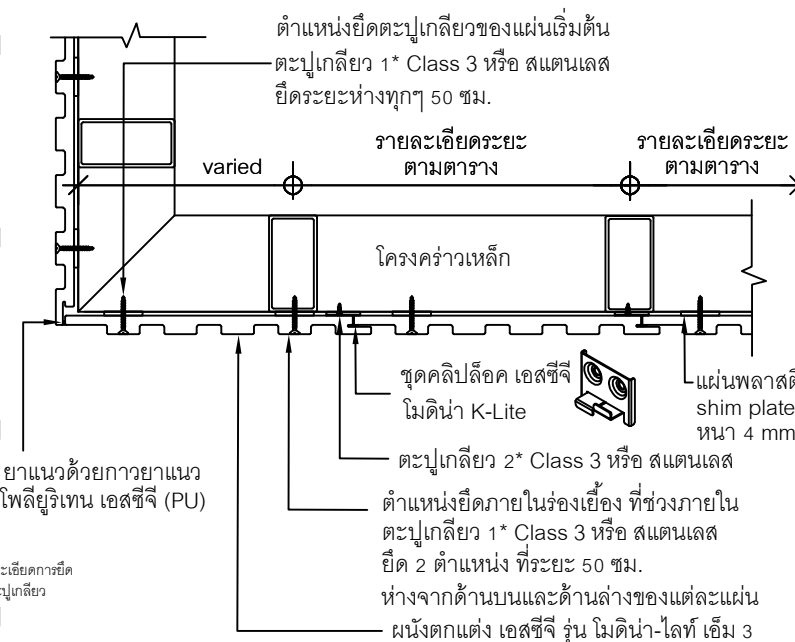 ตำแหน่งยึดตะปูเกลียวของแผ่นเริ่มต้น
ตะปูเกลียว 1* Class 3 หรือ สแตนเลส
ยึดระยะห่างทุกๆ 50 ซม.
varied
รายละเอียดระยะ
ตามตาราง
รายละเอียดระยะ
ตามตาราง
โครงคร่าวเหล็ก
ชุดคลิปล็อค เอสซีจี
โมดิน่า K-Lite
shim plate
หนา 4 mm
ยาแนวด้วยกาวยาแนว
โพลียูริเทน เอสซีจี (PU)
ตะปูเกลียว 2* Class 3 หรือ สแตนเลส
ตำแหน่งยึดภายในร่องเยื้อง ที่ช่วงภายใน
ตะปูเกลียว 1* Class 3 หรือ สแตนเลส
ยึด 2 ตำแหน่ง ที่ระยะ 50 ซม.
ห่างจากด้านบนและด้านล่างของแต่ละแผ่น
ผนังตกแต่ง เอสซีจี รุ่น โมดิน่า-ไลท์ เอ็ม 3